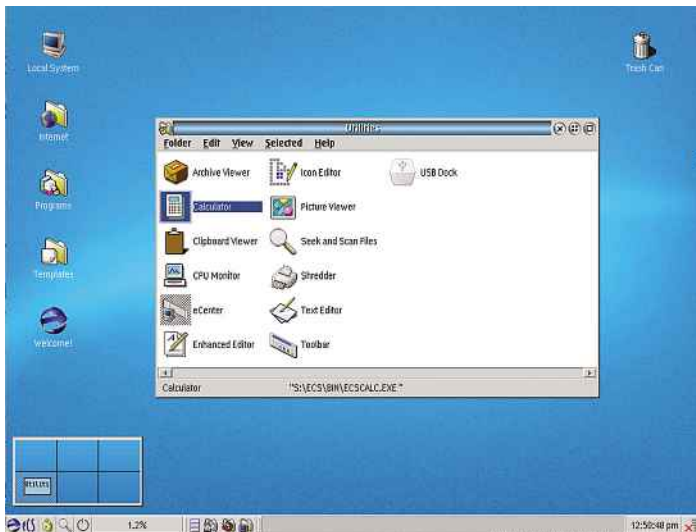 Local System
Trash Can
Internet
Programs
Templates
Welcome!
Utilities
Folder Edit View Selected Help
Archive Viewer
Icon Editor
USB Dock
Calculator
Picture Viewer
Clipboard Viewer
Seek and Scan Files
CPU Monitor
Shredder
eCenter
Text Editor
Enhanced Editor
Toolbar
Calculator "S:\ECS\BIN\ECSCALC.EXE "
1.2%
12:50:48 pm